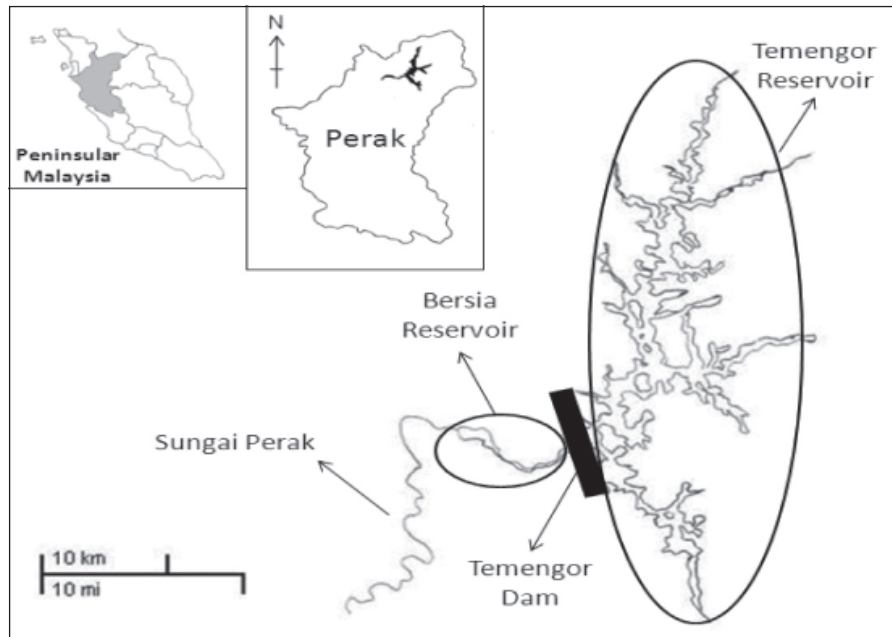 Peninsular
Malaysia
N
Perak
Temengor
Reservoir
Bersia
Reservoir
Sungai Perak
Temengor
Dam
10 km
10 mi